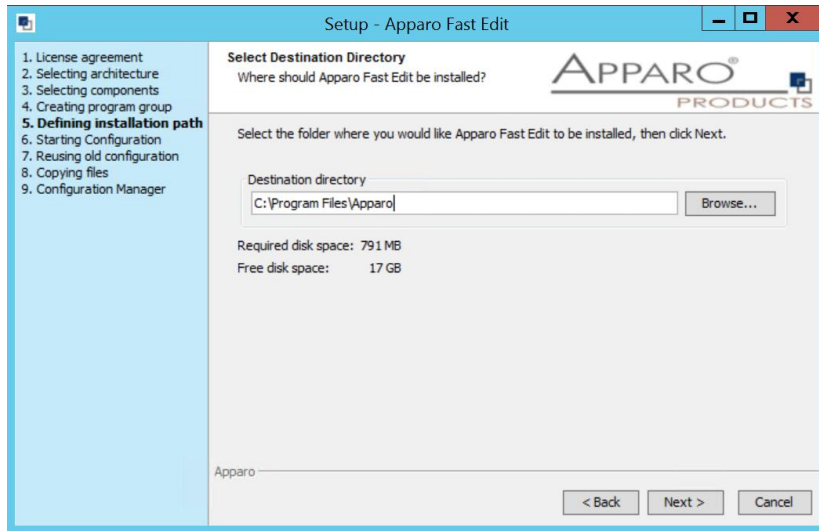 Setup - Apparo Fast Edit
1. License agreement
2. Selecting architecture
3. Selecting components
4. Creating program group
5. Defining installation path
6. Starting Configuration
7. Reusing old configuration
8. Copying files
9. Configuration Manager
Select Destination Directory
Where should Apparo Fast Edit be installed?
APPARO®
PRODUCTS
Select the folder where you would like Apparo Fast Edit to be installed, then click Next.
Destination directory
C:\Program Files\Apparo
Browse...
Required disk space: 791 MB
Free disk space: 17 GB
Apparo
< Back Next > Cancel